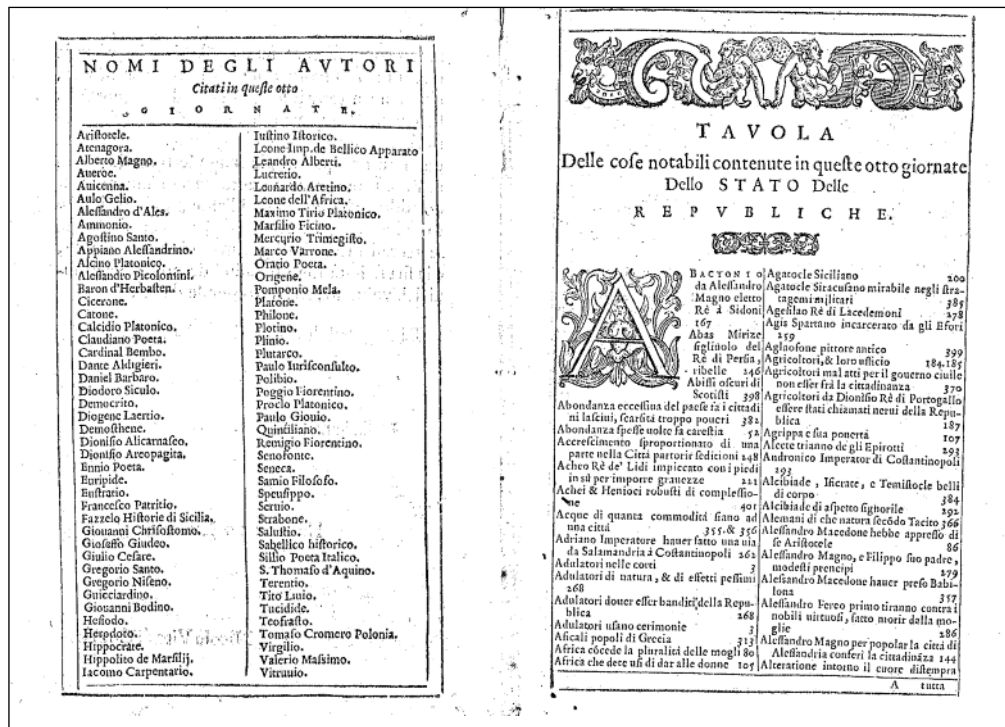 NOMI DEGLI AVTORI
Citati in queſte otto
GIORNATE.
Ariſtotele.
Atenagora.
Alberto Magno.
Aueroe.
Auicenna.
Aulo Gelio.
Aleſſandro d'Ales.
Ammonio.
Agoſtino Santo.
Appiano Aleſſandrino.
Alcino Platonico.
Aleſſandro Picolomini.
Baron d'Herbaſten.
Cicerone.
Catone.
Calcidio Platonico.
Claudiano Poeta.
Cardinal Bembo.
Dante Aldigieri.
Daniel Barbaro.
Diodoro Siculo.
Democrito.
Diogene Laertio.
Demoſthene.
Dioniſio Alicarnaſeo.
Dioniſio Areopagita.
Ennio Poeta.
Euripide.
Euſtratio.
Franceſco Patritio.
Fazzelo Hiſtorie di Sicilia.
Giouanni Chriſoſtomo.
Gioſeffo Giudeo.
Giulio Ceſare.
Gregorio Santo.
Gregorio Niſeno.
Guicciardino.
Giouanni Bodino.
Heſiodo.
Herodoto.
Hippocrate.
Hippolito de Marſilij.
Iacomo Carpentario.
Iuſtino Iſtorico.
Leone Imp. de Bellico Apparato
Leandro Alberti.
Lucretio.
Leonardo Aretino.
Leone dell'Africa.
Maximo Tirio Platonico.
Marſilio Ficino.
Mercurio Trimegiſto.
Marco Varrone.
Oratio Poeta.
Origene.
Pomponio Mela.
Platone.
Philone.
Plotino.
Plinio.
Plutarco.
Paulo Iuriſconſulto.
Polibio.
Poggio Fiorentino.
Proclo Platonico.
Paulo Giouio.
Quintiliano.
Remigio Fiorentino.
Senofonte.
Seneca.
Samio Filoſofo.
Speuſippo.
Seruio.
Strabone.
Saluſtio.
Sabellico hiſtorico.
Sillio Poeta Italico.
S. Thomaſo d'Aquino.
Terentio.
Tito Liuio.
Tucidide.
Teofraſto.
Tomaſo Cromero Polonia.
Virgilio.
Valerio Maſſimo.
Vitruuio.
TAVOLA
Delle coſe notabili contenute in queſte otto giornate
Dello STATO Delle
REPVBLICHE.
ABACTONIO
da Aleſſandro
Magno eletto
Rè à Sidoni
167
Abas Mirize
figliuolo del
Rè di Perſia,
ribelle 246
Abiſſi oſcuri di
Scotiſti 398
Abondanza ecceſſiua del paeſe fà i cittadi
ni laſciui, ſcarſità troppo poueri 382
Abondanza ſpeſſe uolte fa careſtia 52
Accreſcimento ſproportionato di una
parte nella Città partorir ſeditioni 248
Acheo Rè de' Lidi impiccato con i piedi
in sù per imporre grauezze 221
Achei & Henioci robuſti di compleſſio-
ne 401
Acque di quanta commodità ſiano ad
una città 355. & 356
Adriano Imperatore hauer fatto una uia
da Salamandria à Coſtantinopoli 262
Adulatori nelle corti 3
Adulatori di natura, & di effetti peſſimi
268
Adulatori douer eſſer banditi della Repu-
blica 268
Adulatori uſano cerimonie 3
Aſicali popoli di Grecia 313
Africa cōcede la pluralità delle mogli 80
Africa che dete uſi di dar alle donne 105
Agatocle Siciliano 200
Agatocle Siracuſano mirabile negli ſtra-
tagemi militari 385
Ageſilao Rè di Lacedemoni 278
Agis Spartano incarcerato da gli Efori
259
Aglaofone pittore antico 399
Agricoltori, & loro ufficio 184.185
Agricoltori mal atti per il gouerno ciuile
non eſſer frà la cittadinanza 370
Agricoltori da Dioniſio Rè di Portogallo
eſſere ſtati chiamati nerui della Repu-
blica 187
Agrippa e ſua pouertà 107
Alcete trianno de gli Epirotti 293
Andronico Imperator di Coſtantinopoli
293
Alcibiade, Ificrate, e Temiſtocle belli
di corpo 384
Alcibiade di aſpetto ſignorile 292
Alemani di che natura ſecōdo Tacito 366
Aleſſandro Macedone hebbe appreſſo di
ſe Ariſtotele 86
Aleſſandro Magno, e Filippo ſuo padre,
modeſti prencipi 279
Aleſſandro Macedone hauer preſo Babi-
lona 357
Aleſſandro Fereo primo tiranno contra i
nobili uirtuoſi, fatto morir dalla mo-
glie 286
Aleſſandro Magno per popolar la città di
Aleſſandria conferì la cittadināza 144
Alteratione intorno il cuore diſtempra
A tutta